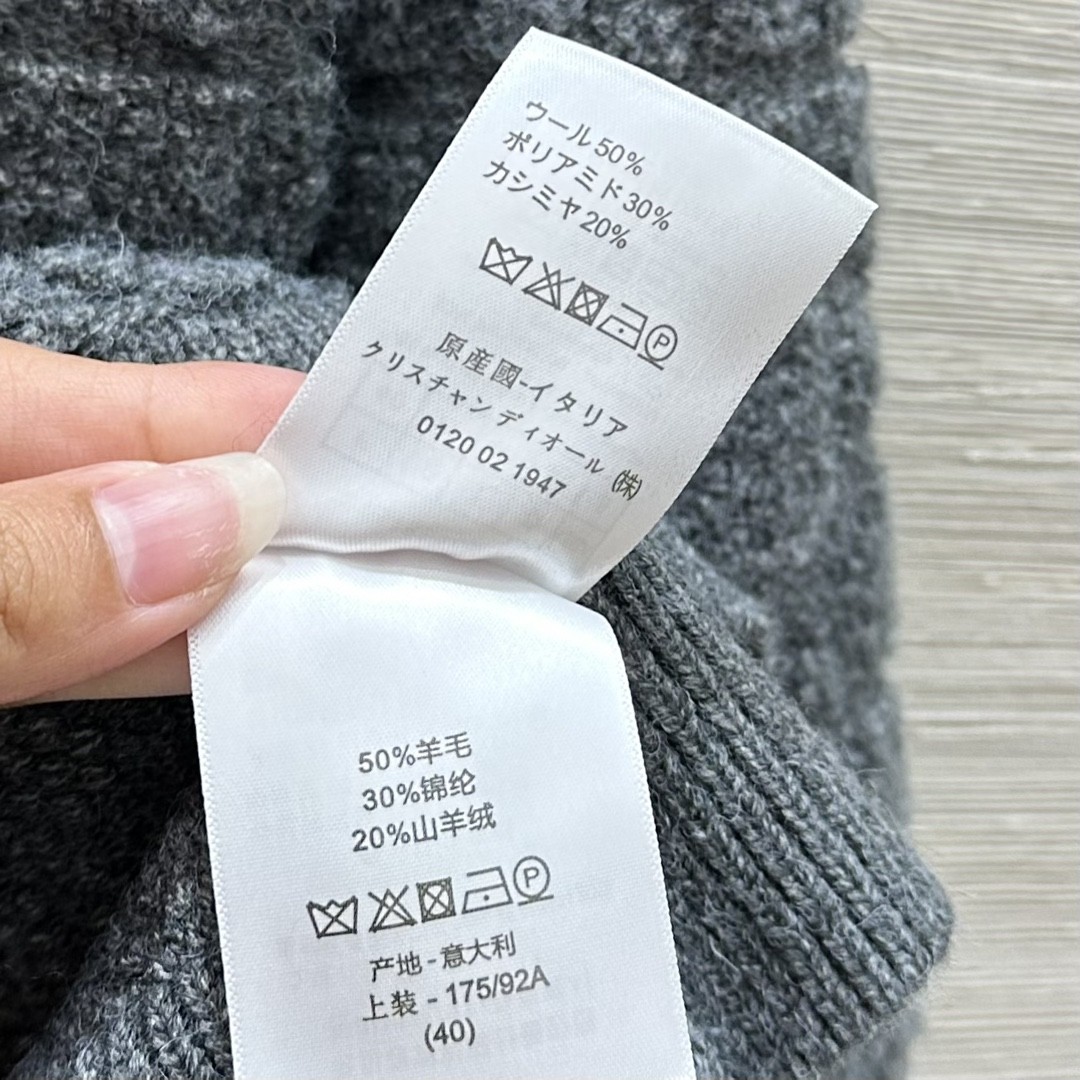 ウール50%
ポリアミド30%
カシミヤ20%
P
原産國-イタリア
クリスチャン ディオール ㈱
0120 02 1947
50%羊毛
30%锦纶
20%山羊绒
P
产地 - 意大利
上装 - 175/92A
(40)